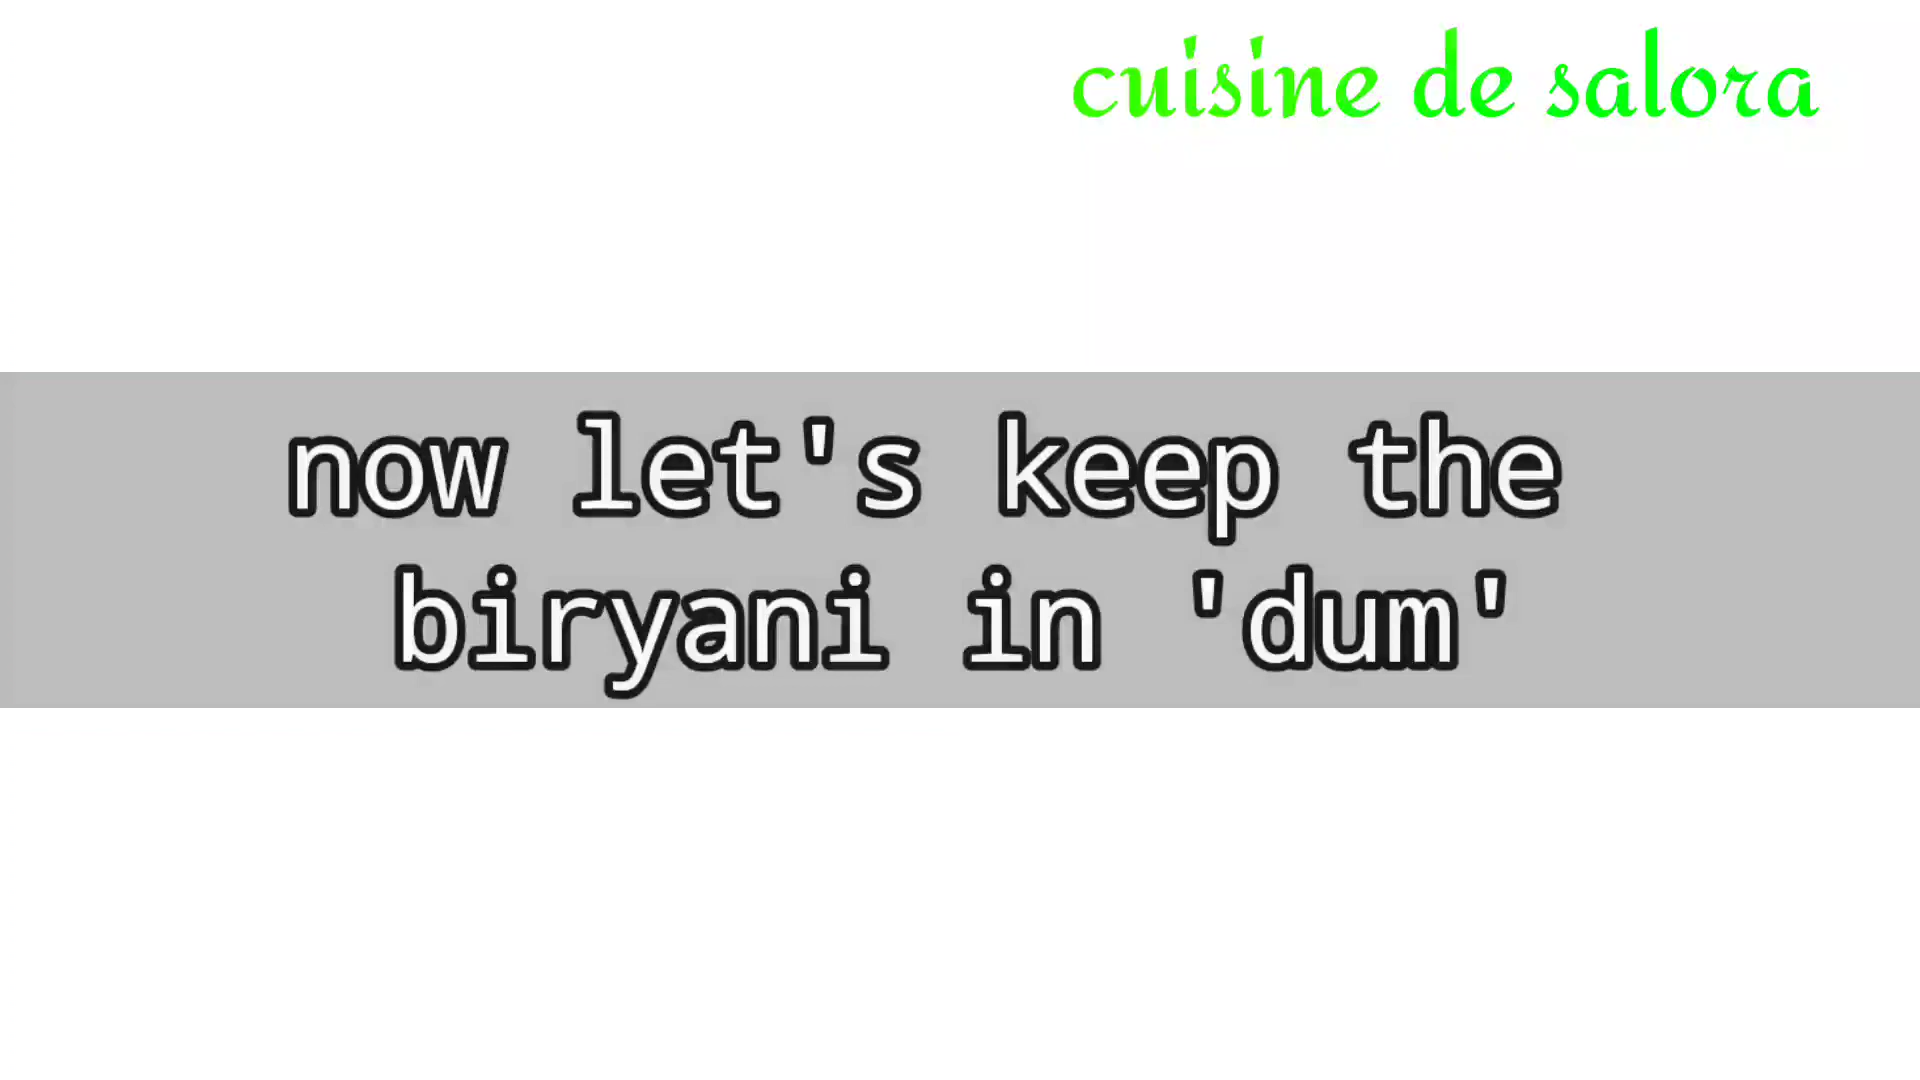 cuisine de salora
now let's keep the
biryani in 'dum'